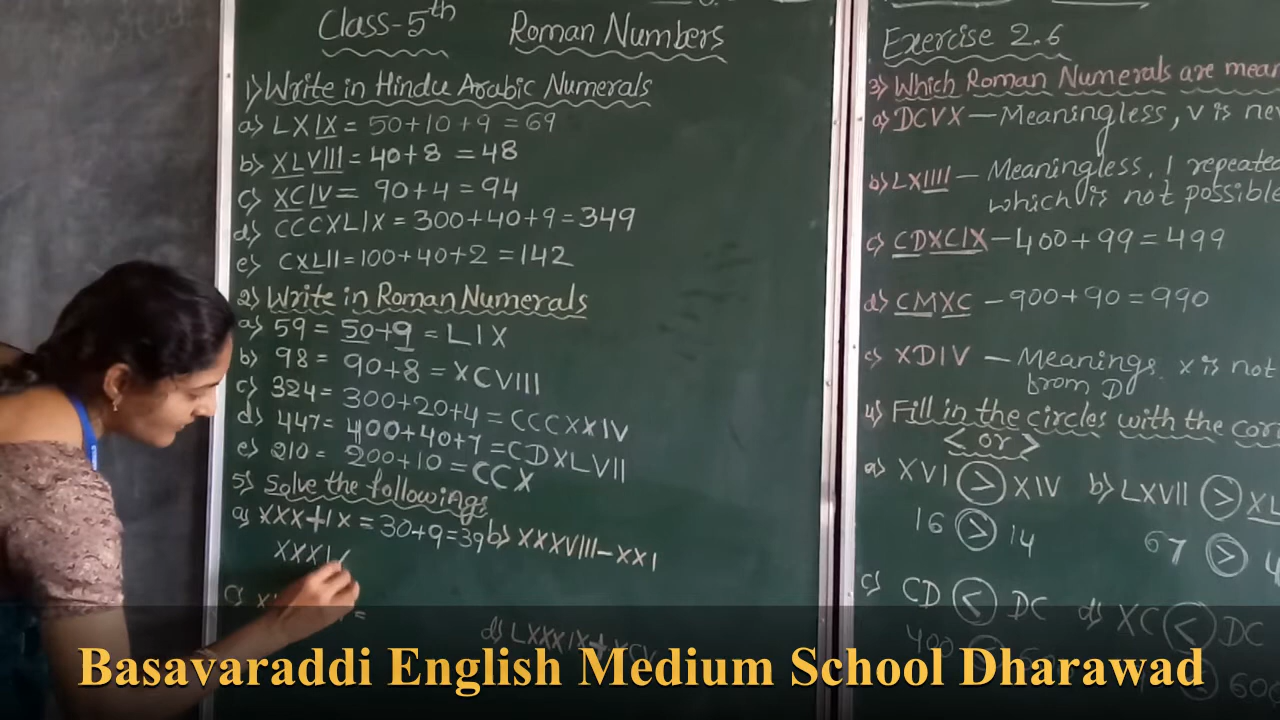 Class-5th Roman Numbers
1) Write in Hindu Arabic Numerals
a) LXIX = 50+10+9 = 69
b) XLVIII = 40+8 = 48
c) XCIV = 90+4 = 94
d) CCCXLIX = 300+40+9 = 349
e) CXLII = 100+40+2 = 142
2) Write in Roman Numerals
a) 59 = 50+9 = LIX
b) 98 = 90+8 = XCVIII
c) 324 = 300+20+4 = CCCXXIV
d) 447 = 400+40+7 = CDXLVII
e) 210 = 200+10 = CCX
5) Solve the followings
a) XXX+IX = 30+9=39 b) XXXVIII-XXI
XXXI
c)
d) LXXXIX+
Exercise 2.6
3) Which Roman Numerals are
a) DCVX — Meaningless, V is
b) LXIIII — Meaningless, I repeated
which is not possible
c) CDXCIX - 400+99 = 499
d) CMXC - 900+90 = 990
e) XDIV — Meanings. X is not
from D
4) Fill in the circles with the
< or >
a) XVI > XIV b) LXVII >
16 > 14 67 >
c) CD < DC d) XC < DC
400
Basavaraddi English Medium School Dharawad